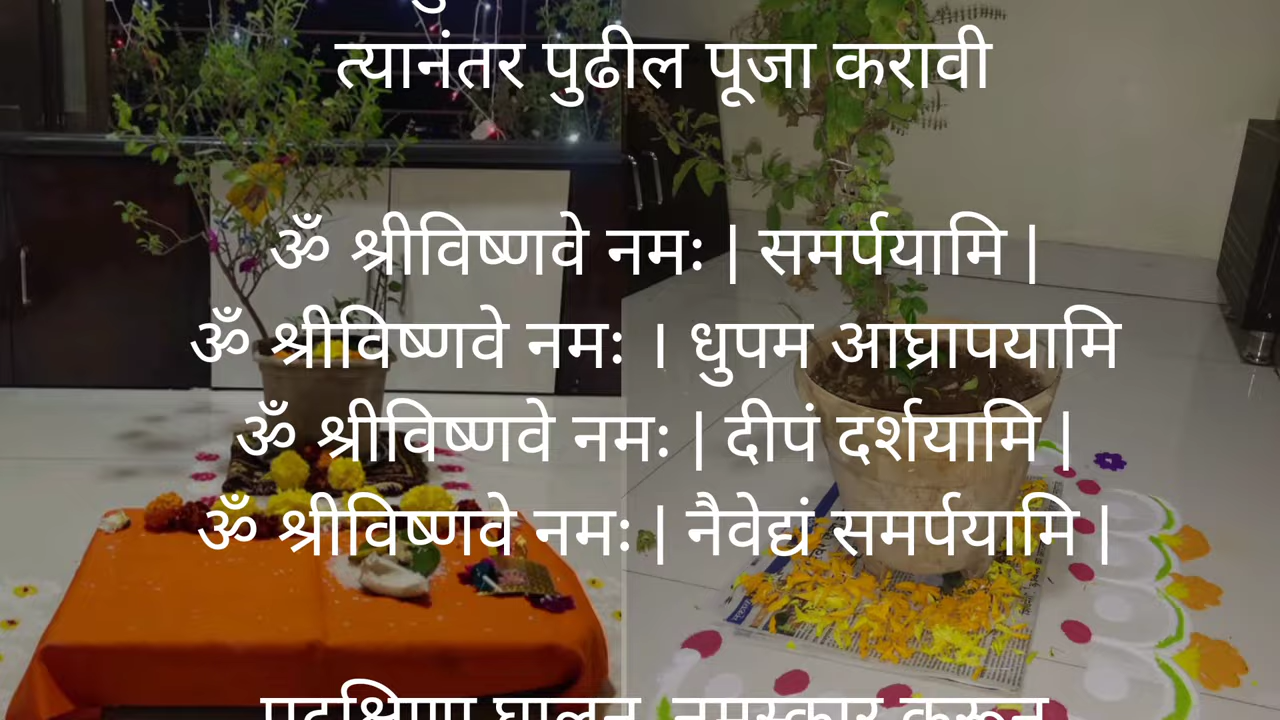 त्यानंतर पुढील पूजा करावी
ॐ श्रीविष्णवे नमः | समर्पयामि |
ॐ श्रीविष्णवे नमः । धुपम आघ्रापयामि
ॐ श्रीविष्णवे नमः | दीपं दर्शयामि |
ॐ श्रीविष्णवे नमः | नैवेद्यं समर्पयामि |